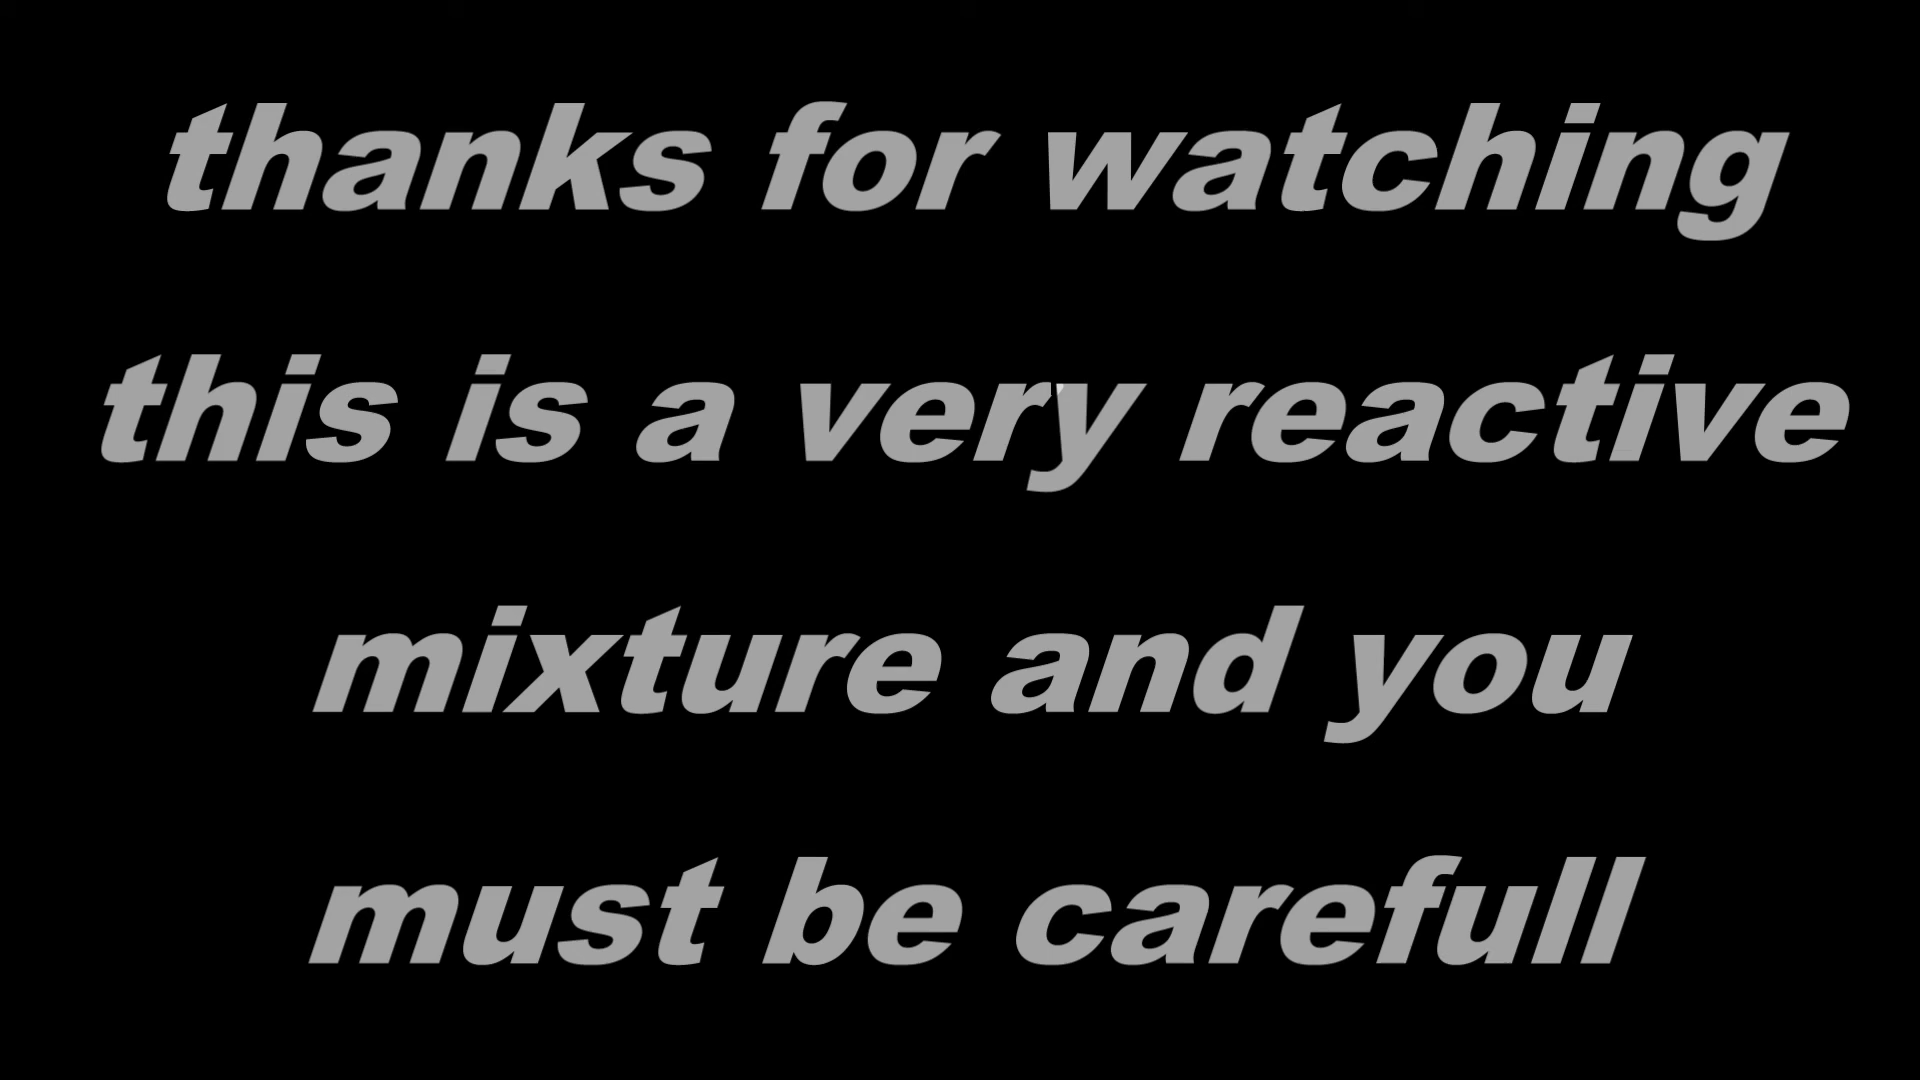 thanks for watching
this is a very reactive
mixture and you
must be carefull